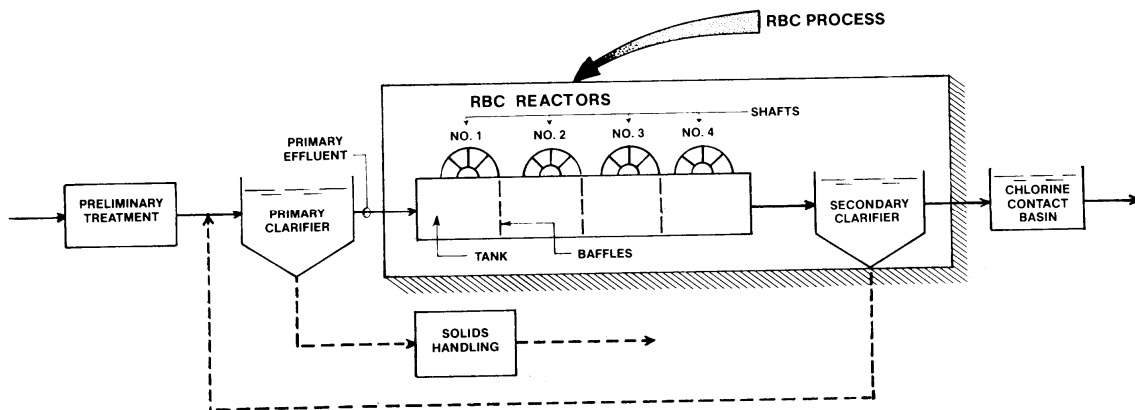 RBC PROCESS
RBC REACTORS
SHAFTS
NO. 1
NO. 2
NO. 3
NO. 4
PRIMARY
EFFLUENT
PRELIMINARY
TREATMENT
PRIMARY
CLARIFIER
SECONDARY
CLARIFIER
CHLORINE
CONTACT
BASIN
TANK
BAFFLES
SOLIDS
HANDLING